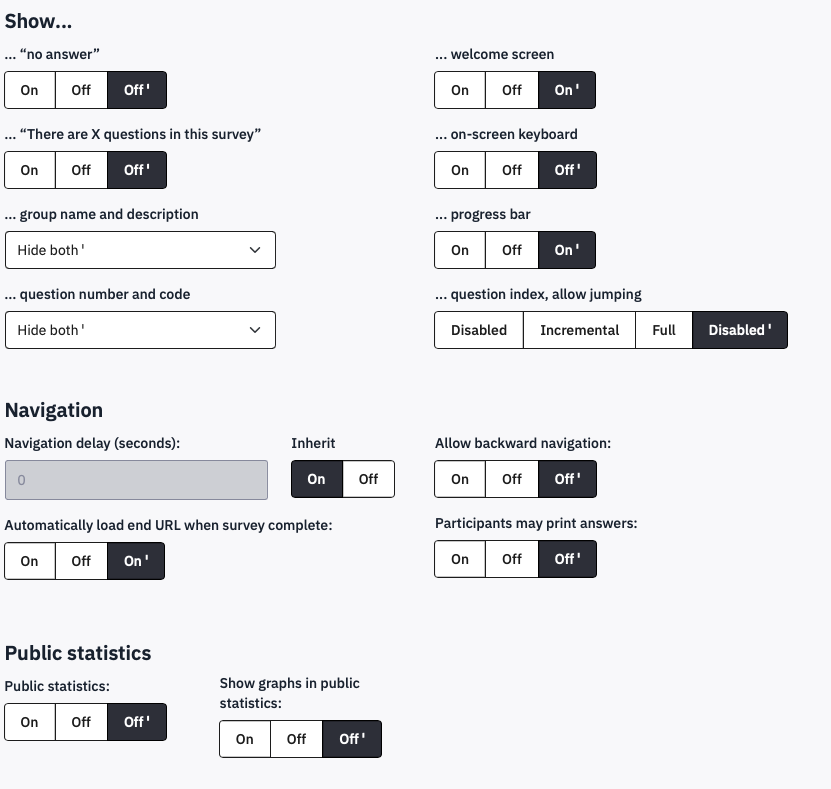 Show...
... “no answer”
On Off Off '
... welcome screen
On Off On '
... “There are X questions in this survey”
On Off Off '
... on-screen keyboard
On Off Off '
... group name and description
Hide both '
... progress bar
On Off On '
... question number and code
Hide both '
... question index, allow jumping
Disabled Incremental Full Disabled '
Navigation
Navigation delay (seconds):
0
Inherit
On Off
Allow backward navigation:
On Off Off '
Automatically load end URL when survey complete:
On Off On '
Participants may print answers:
On Off Off '
Public statistics
Public statistics:
On Off Off '
Show graphs in public
statistics:
On Off Off '